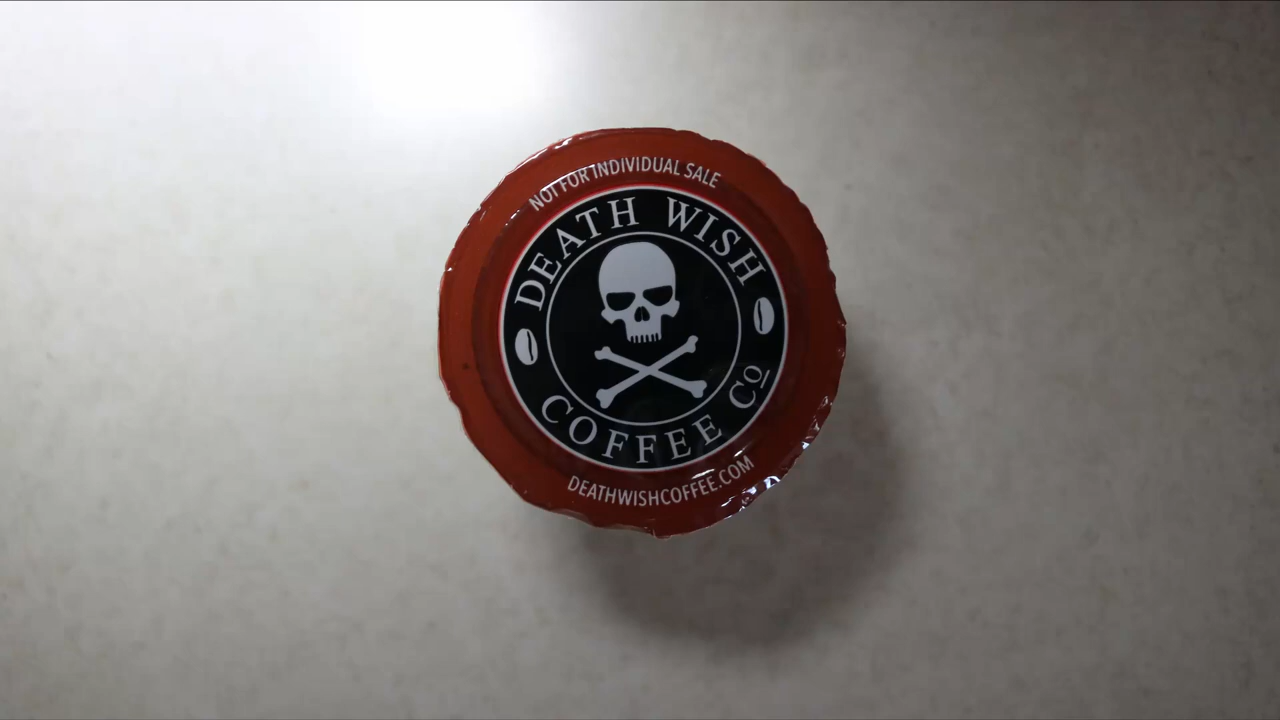 NOT FOR INDIVIDUAL SALE
DEATH WISH
COFFEE Co
DEATHWISHCOFFEE.COM